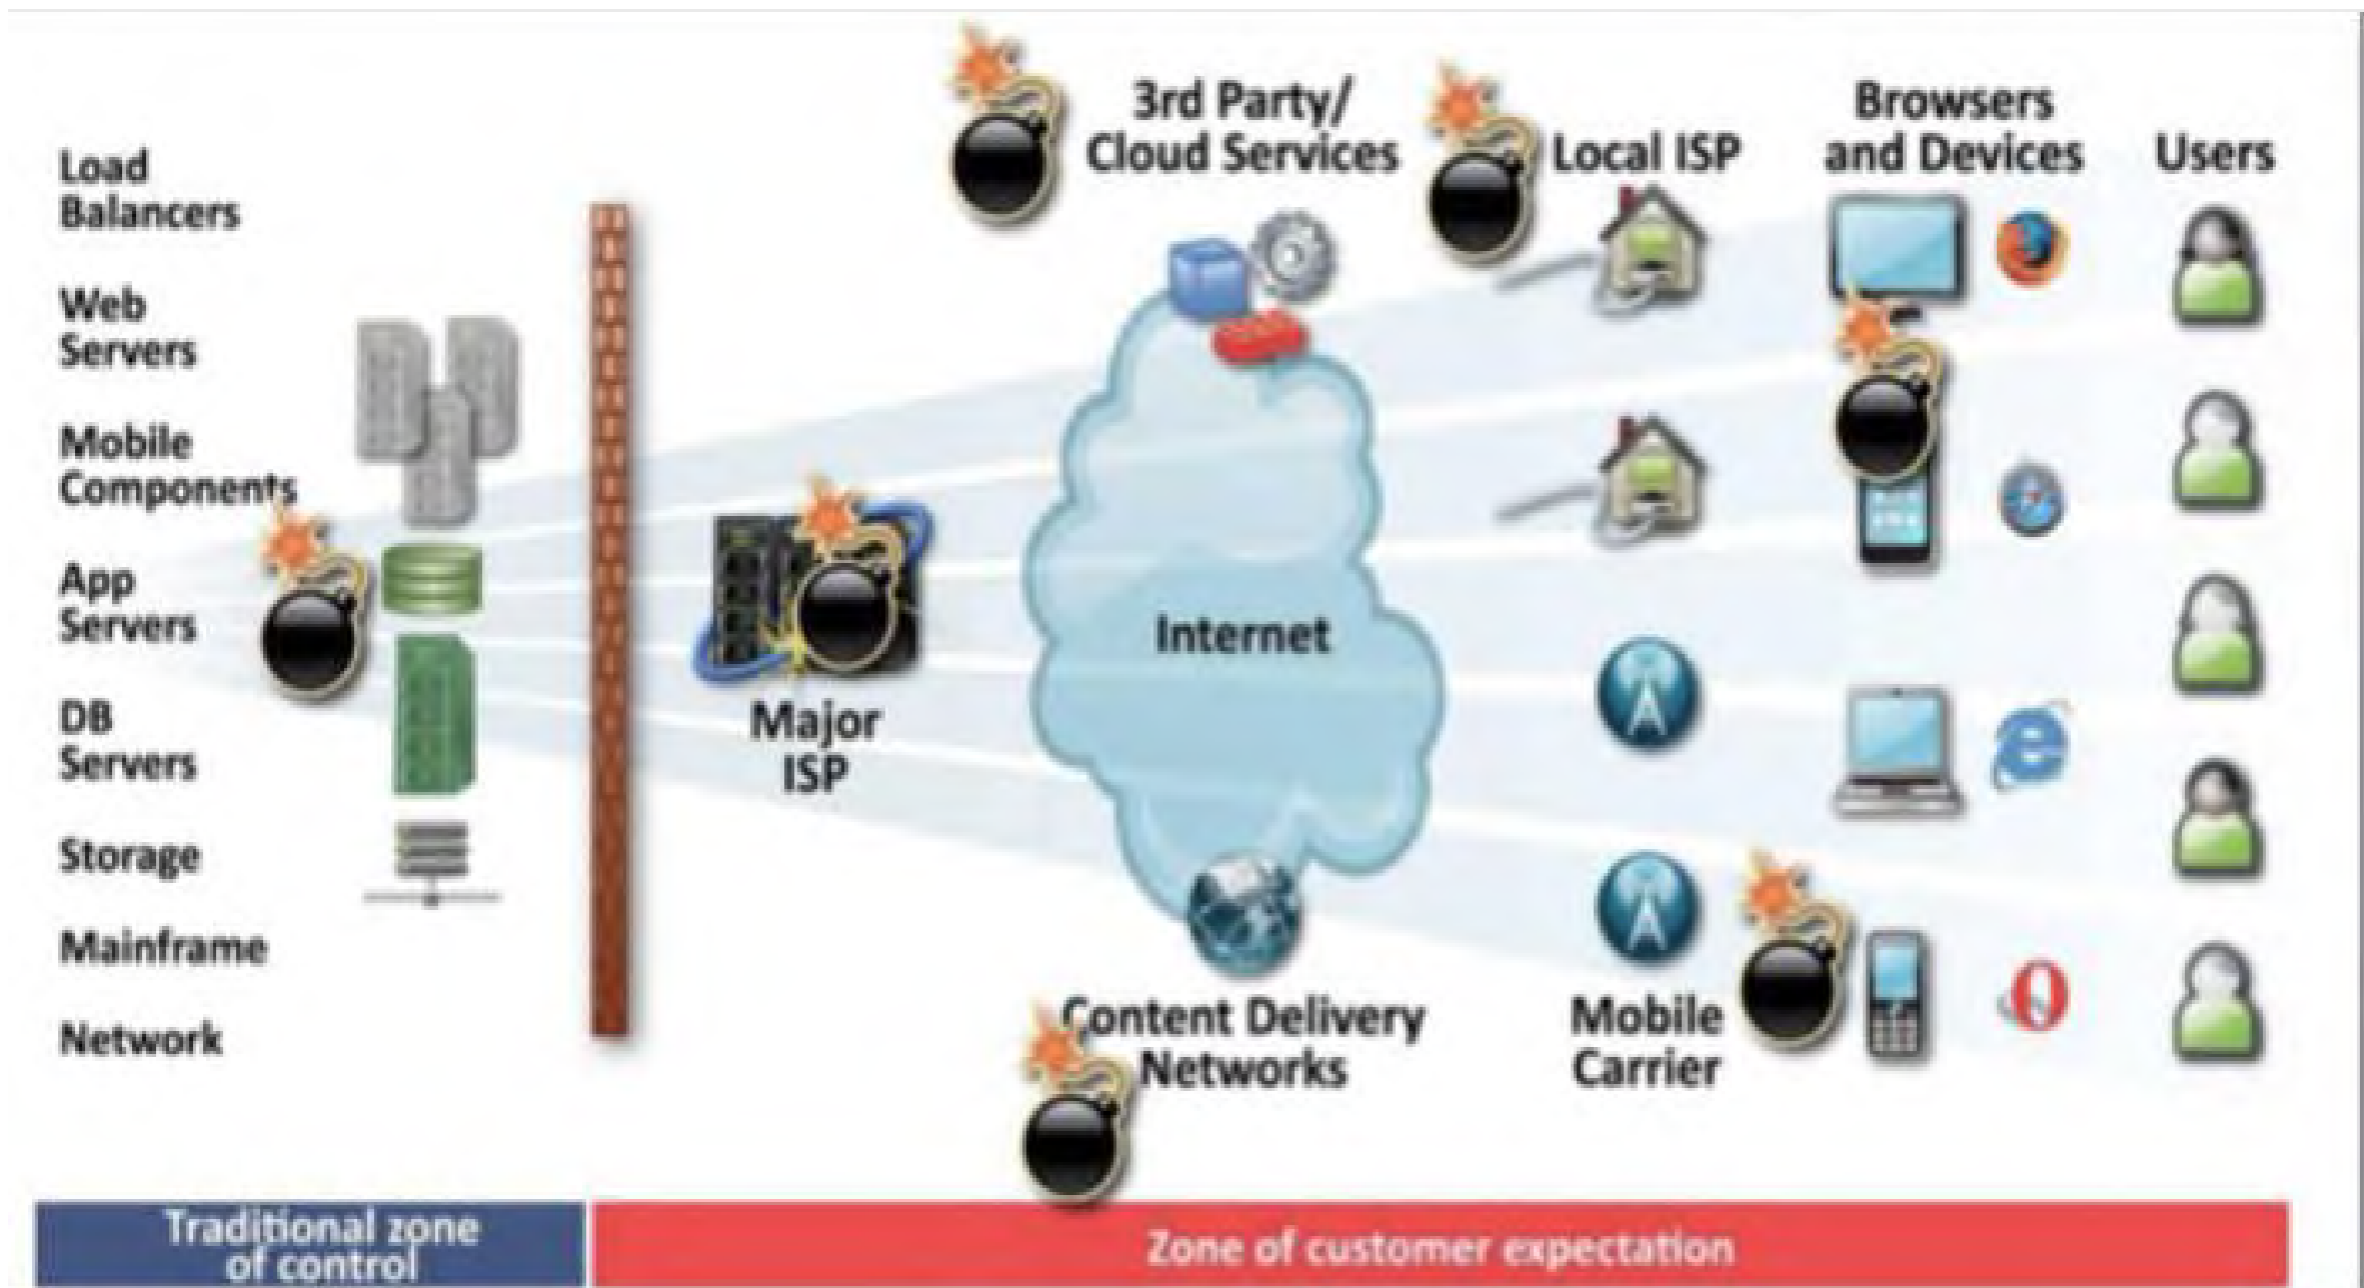 Load
Balancers
Web
Servers
Mobile
Components
App
Servers
DB
Servers
Storage
Mainframe
Network
Major
ISP
3rd Party/
Cloud Services
Internet
Content Delivery
Networks
Local ISP
Mobile
Carrier
Browsers
and Devices
Users
Traditional zone
of control
Zone of customer expectation